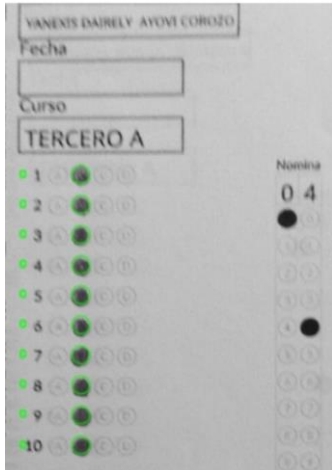 YANEXIS DAIRELY AYOVI COROZO
Fecha
Curso
TERCERO A
Nomina
0 4
1 A C D
2 A C D
3 A C D
4 A C D
5 A C D
6 A C D
7 A C D
8 A C D
9 A C D
10 A C D